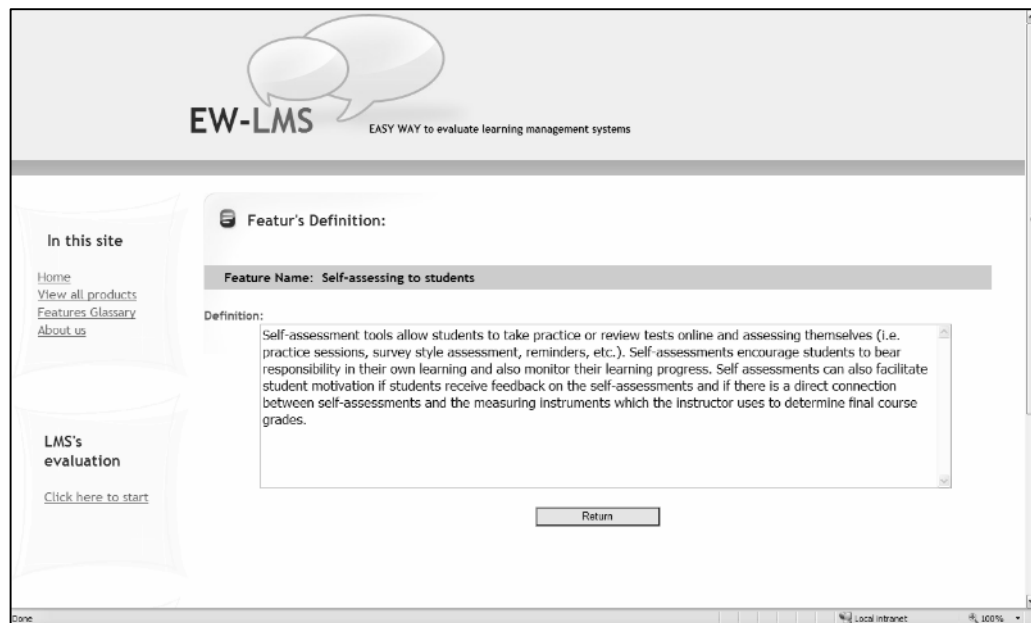 EW-LMS
EASY WAY to evaluate learning management systems
In this site
Home
View all products
Features Glassary
About us
LMS's
evaluation
Click here to start
Featur's Definition:
Feature Name: Self-assessing to students
Definition:
Self-assessment tools allow students to take practice or review tests online and assessing themselves (i.e.
practice sessions, survey style assessment, reminders, etc.). Self-assessments encourage students to bear
responsibility in their own learning and also monitor their learning progress. Self assessments can also facilitate
student motivation if students receive feedback on the self-assessments and if there is a direct connection
between self-assessments and the measuring instruments which the instructor uses to determine final course
grades.
Return
Done
Local intranet
100%